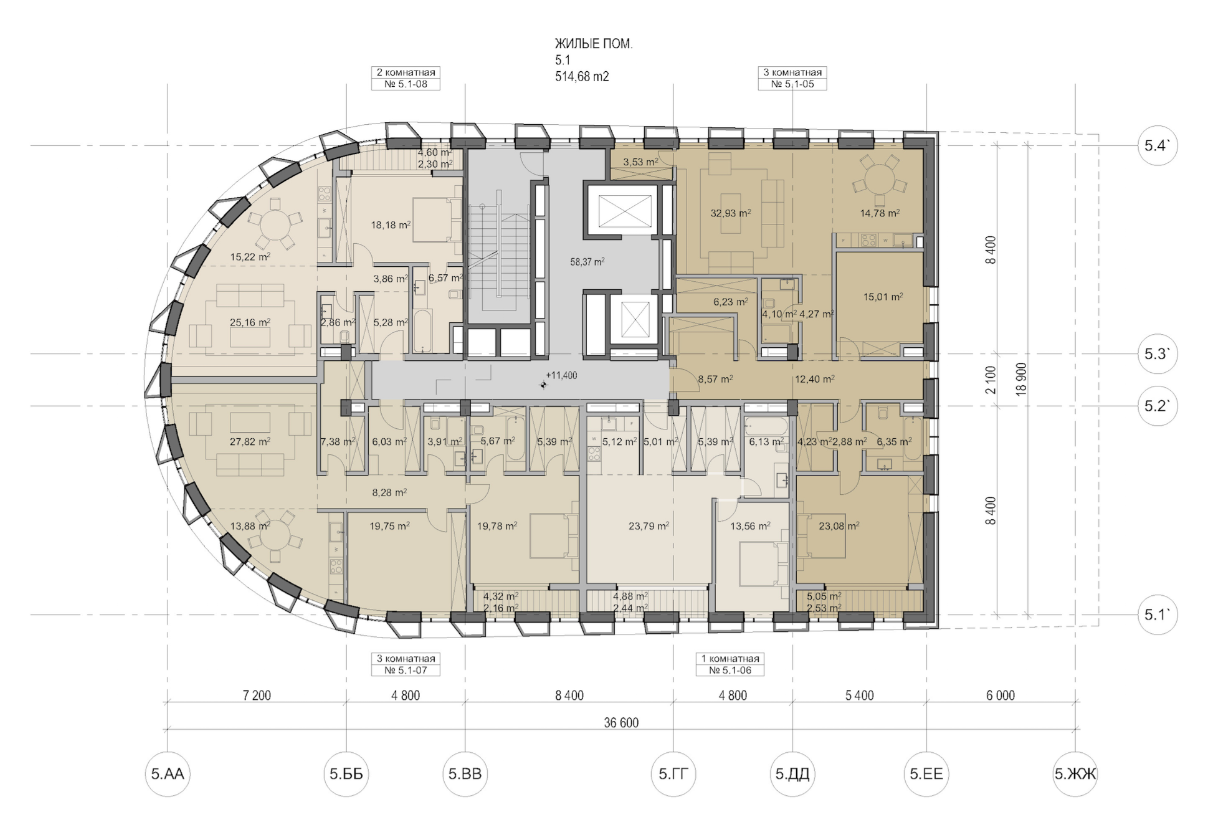 ЖИЛЫЕ ПОМ.
5.1
514,68 m2
2 комнатная
№ 5.1-08
3 комнатная
№ 5.1-05
5.4`
4,60 m²
2,30 m²
3,53 m²
18,18 m²
32,93 m²
14,78 m²
15,22 m²
58,37 m²
8 400
3,86 m²
6,57 m²
25,16 m²
2,86 m²
5,28 m²
6,23 m²
4,10 m²
4,27 m²
15,01 m²
5.3`
+11,400
8,57 m²
12,40 m²
2 100
18 900
5.2`
27,82 m²
7,38 m²
6,03 m²
3,91 m²
5,67 m²
5,39 m²
5,12 m²
5,01 m²
5,39 m²
6,13 m²
4,23 m²
2,88 m²
6,35 m²
8,28 m²
13,88 m²
19,75 m²
19,78 m²
23,79 m²
13,56 m²
23,08 m²
8 400
4,32 m²
2,16 m²
4,88 m²
2,44 m²
5,05 m²
2,53 m²
5.1`
3 комнатная
№ 5.1-07
1 комнатная
№ 5.1-06
7 200
4 800
8 400
4 800
5 400
6 000
36 600
5.АА
5.ББ
5.ВВ
5.ГГ
5.ДД
5.ЕЕ
5.ЖЖ